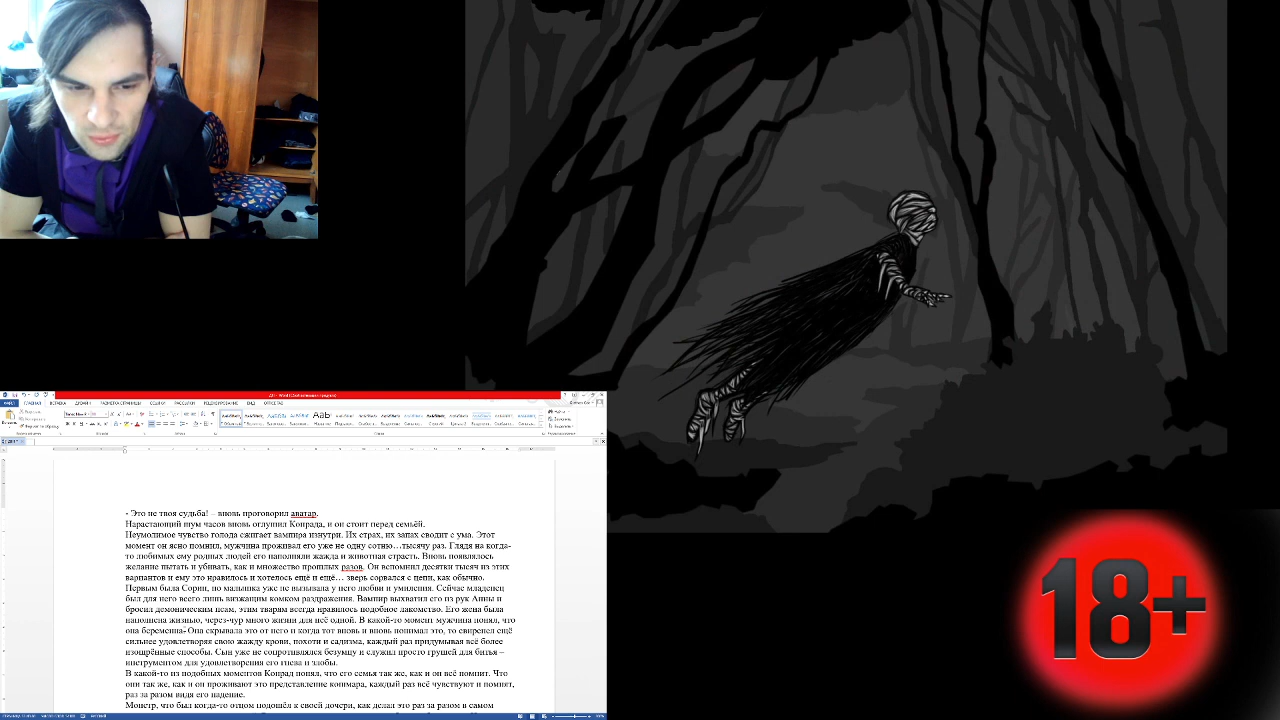 ФАЙЛ ГЛАВНАЯ ВСТАВКА ДИЗАЙН РАЗМЕТКА СТРАНИЦЫ ССЫЛКИ РАССЫЛКИ РЕЦЕНЗИРОВАНИЕ ВИД
- Это не твоя судьба! – вновь проговорил аватар.
Нарастающий шум часов вновь оглушил Конрада, и он стоит перед семьёй.
Неумолимое чувство голода сжигает вампира изнутри. Их страх, их запах сводит с ума. Этот
момент он ясно помнил, мужчина проживал его уже не одну сотню…тысячу раз. Глядя на когда-
то любимых ему родных людей его наполняли жажда и животная страсть. Вновь появлялось
желание пытать и убивать, как и множество прошлых разов. Он вспомнил десятки тысяч из этих
вариантов и ему это нравилось и хотелось ещё и ещё… зверь сорвался с цепи, как обычно.
Первым была Сорин, но малышка уже не вызывала у него любви и умиления. Сейчас младенец
был для него всего лишь визжащим комком раздражения. Вампир выхватил его из рук Анны и
бросил демоническим псам, этим тварям всегда нравилось подобное лакомство. Его жена была
наполнена жизнью, через-чур много жизни для неё одной. В какой-то момент мужчина понял, что
она беременна. Она скрывала это от него и когда тот вновь и вновь понимал это, то свирепел ещё
сильнее удовлетворяя свою жажду крови, похоти и садизма, каждый раз придумывая всё более
изощрённые способы. Сын уже не сопротивлялся безумцу и служил просто грушей для битья –
инструментом для удовлетворения его гнева и злобы.
В какой-то из подобных моментов Конрад понял, что его семья так же, как и он всё помнит. Что
они так же, как и он проживают это представление кошмара, каждый раз всё чувствуют и помнят,
раз за разом видя его падение.
Монстр, что был когда-то отцом подошёл к своей дочери, как делал это раз за разом в самом
18+